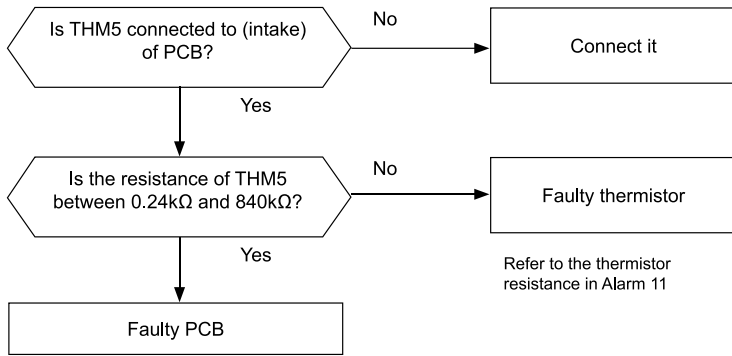 Is THM5 connected to (intake)
of PCB?
No
Connect it
Yes
Is the resistance of THM5
between 0.24kΩ and 840kΩ?
No
Faulty thermistor
Yes
Refer to the thermistor
resistance in Alarm 11
Faulty PCB